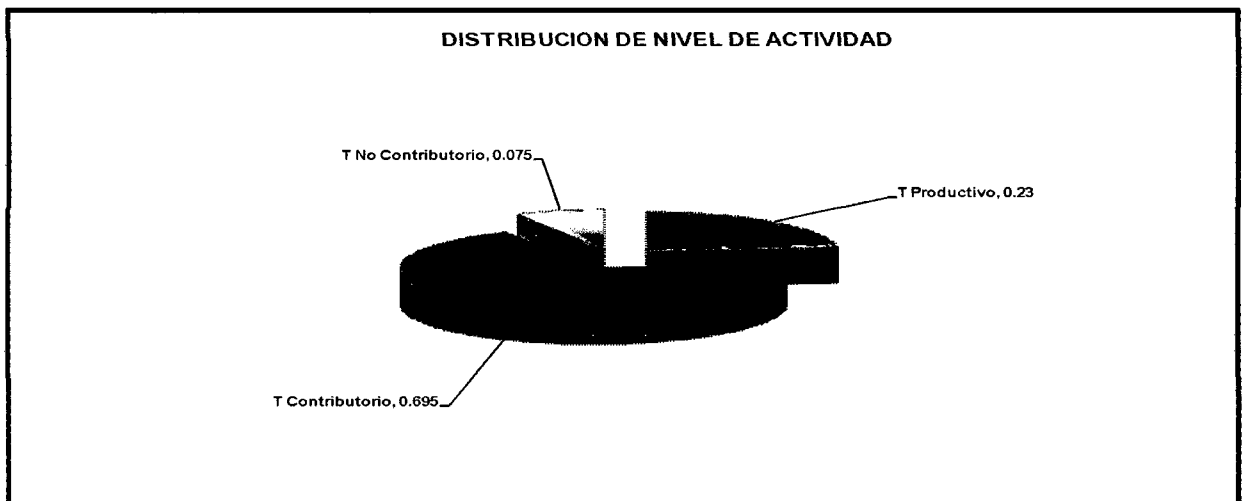 DISTRIBUCION DE NIVEL DE ACTIVIDAD
T No Contributorio, 0.075
T Productivo, 0.23
T Contributorio, 0.695